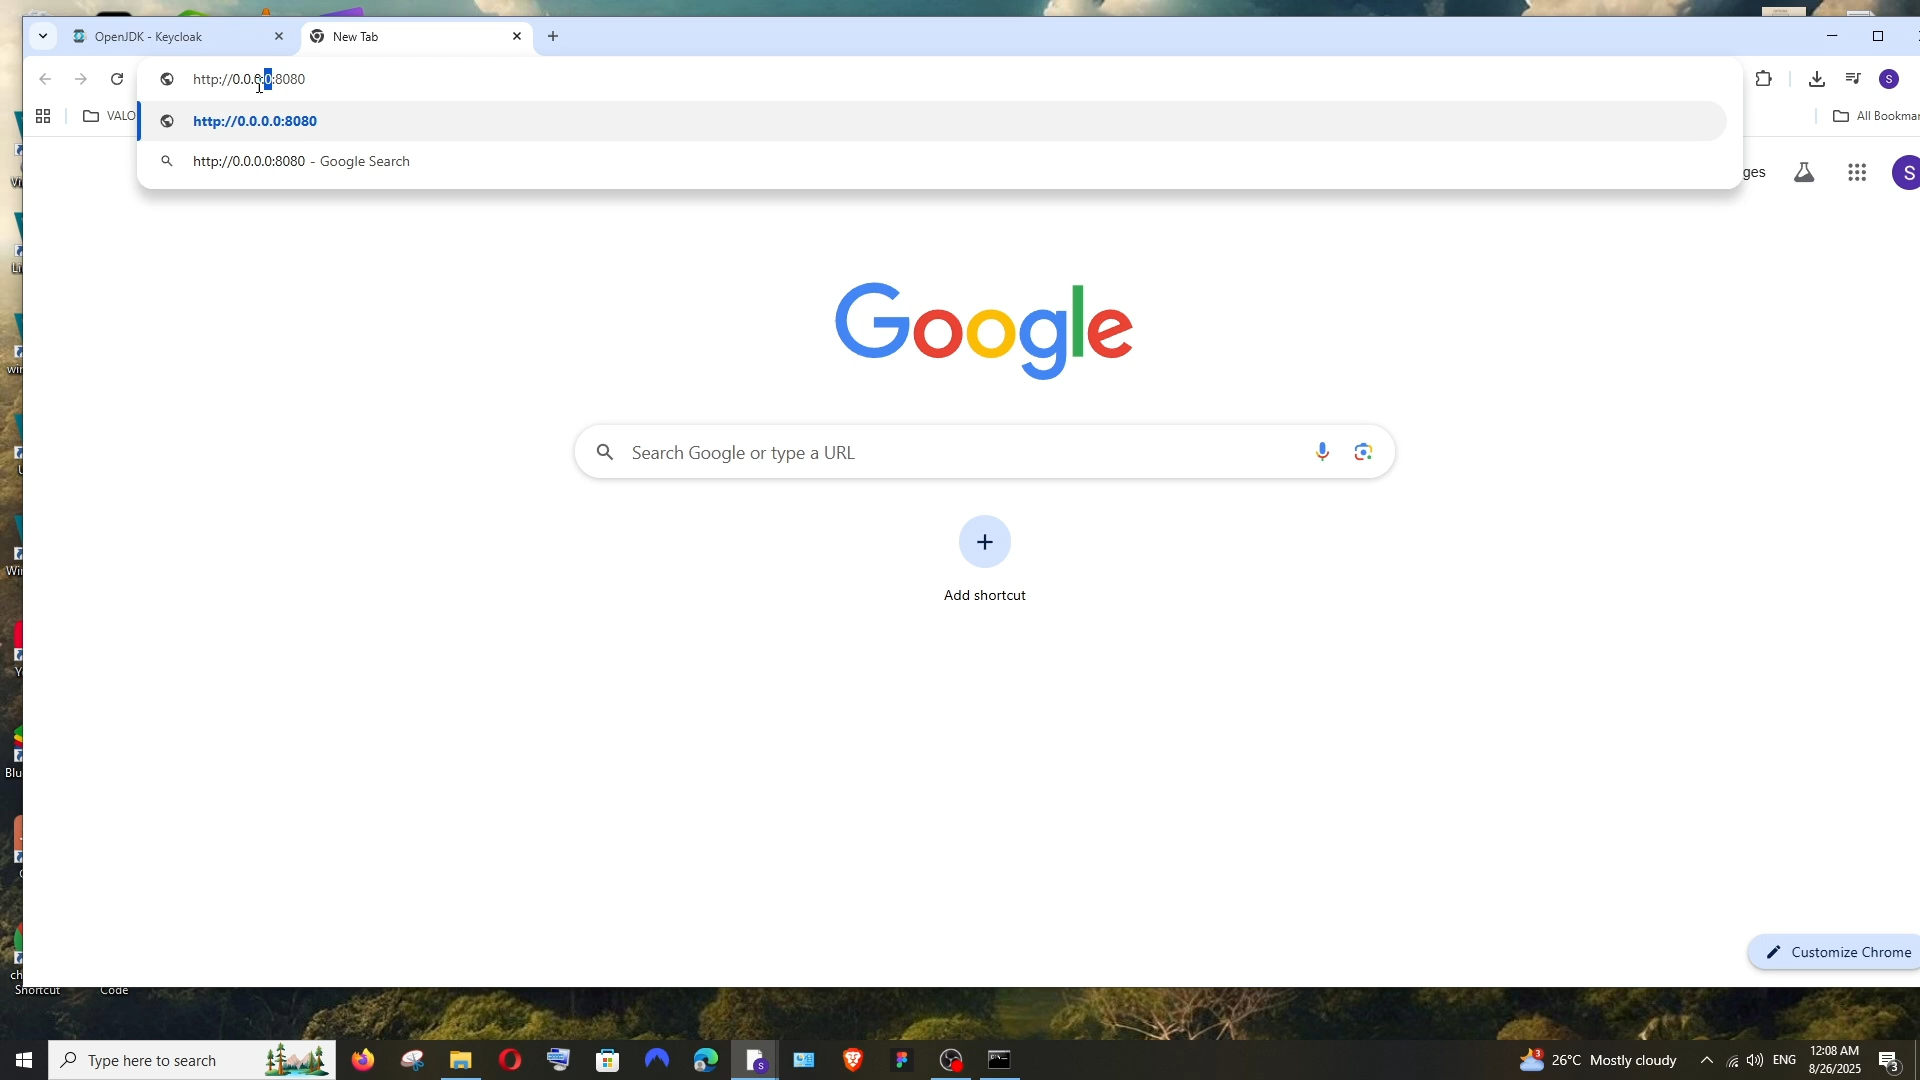 OpenJDK - Keycloak
New Tab
http://0.0.0.0:8080
VALO
All Bookmar
http://0.0.0.0:8080
http://0.0.0.0:8080 - Google Search
ges
S
S
Google
Search Google or type a URL
Add shortcut
Customize Chrome
Shortcut
Code
Type here to search
26°C Mostly cloudy
ENG
12:08 AM
8/26/2025
3
3